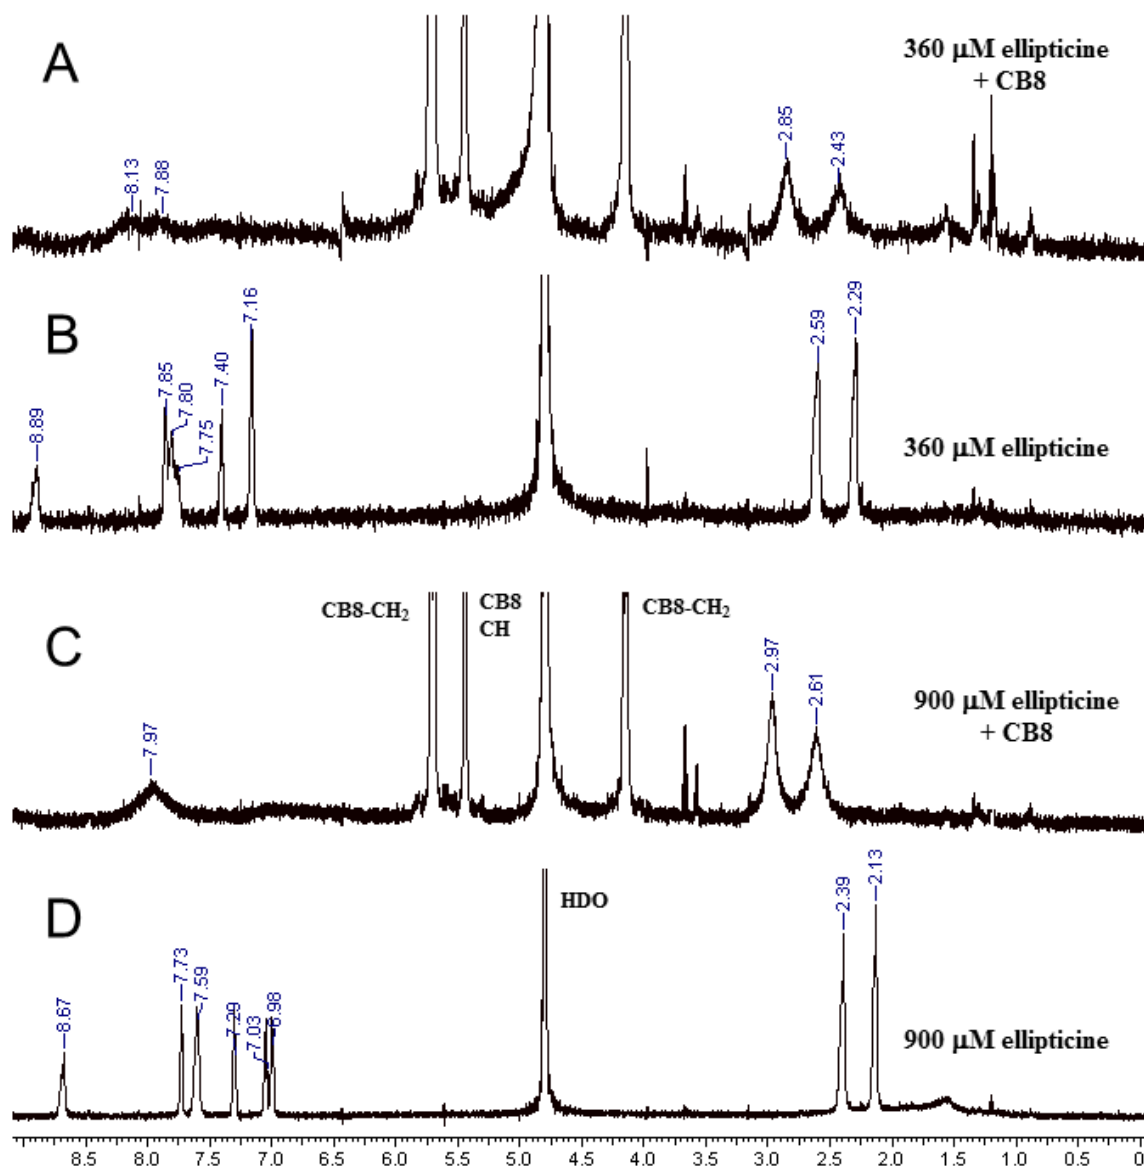 A
360 μM ellipticine
+ CB8
8.13
7.88
2.85
2.43
B
8.89
7.85
7.80
7.75
7.40
7.16
2.59
2.29
360 μM ellipticine
C
CB8-CH₂
CB8
CH
CB8-CH₂
7.97
2.97
2.61
900 μM ellipticine
+ CB8
D
HDO
8.67
7.73
7.59
7.29
7.03
6.98
2.39
2.13
900 μM ellipticine
8.5 8.0 7.5 7.0 6.5 6.0 5.5 5.0 4.5 4.0 3.5 3.0 2.5 2.0 1.5 1.0 0.5 0